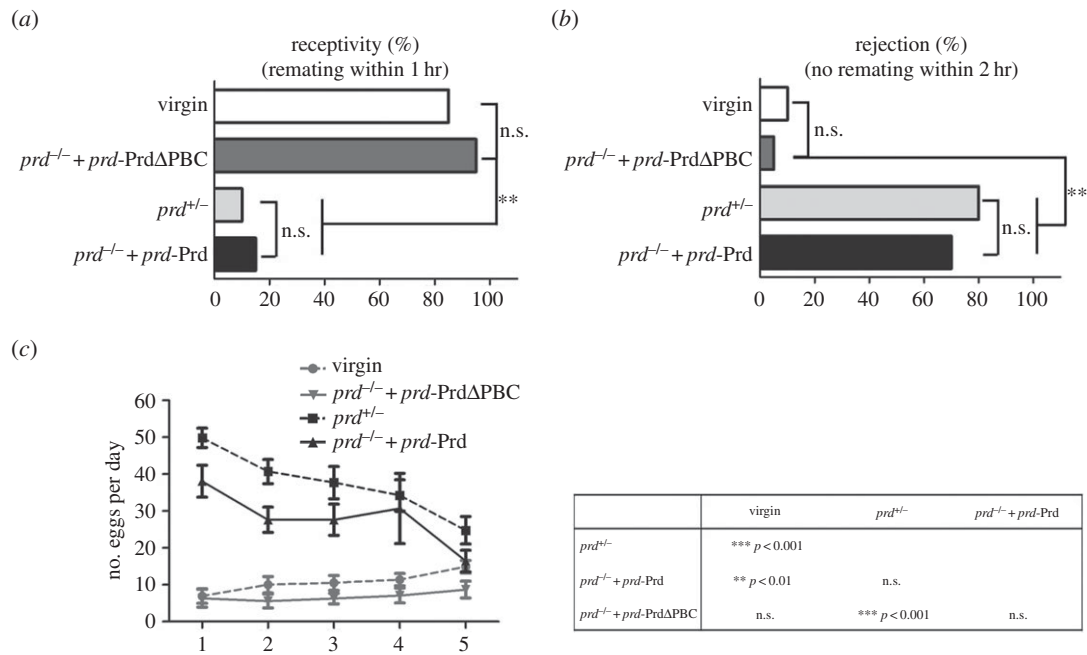 (a)
receptivity (%)
(remating within 1 hr)
virgin
prd–/– + prd-PrdΔPBC
prd+/–
prd–/– + prd-Prd
n.s.
n.s.
**
0 20 40 60 80 100
(b)
rejection (%)
(no remating within 2 hr)
virgin
prd–/– + prd-PrdΔPBC
prd+/–
prd–/– + prd-Prd
n.s.
n.s.
**
0 20 40 60 80 100
(c)
virgin
prd–/– + prd-PrdΔPBC
prd+/–
prd–/– + prd-Prd
no. eggs per day
60
50
40
30
20
10
0
1 2 3 4 5
virgin prd+/– prd–/– + prd-Prd
prd+/– *** p < 0.001
prd–/– + prd-Prd ** p < 0.01 n.s.
prd–/– + prd-PrdΔPBC n.s. *** p < 0.001 n.s.